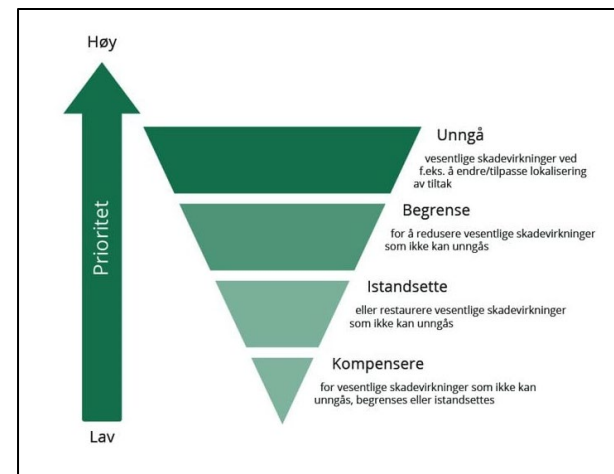 Høy
Prioritet
Unngå
vesentlige skadevirkninger ved
f.eks. å endre/tilpasse lokalisering
av tiltak
Begrense
for å redusere vesentlige skadevirkninger
som ikke kan unngås
Istandsette
eller restaurere vesentlige skadevirkninger
som ikke kan unngås
Kompensere
for vesentlige skadevirkninger som ikke kan
unngås, begrenses eller istandsettes
Lav